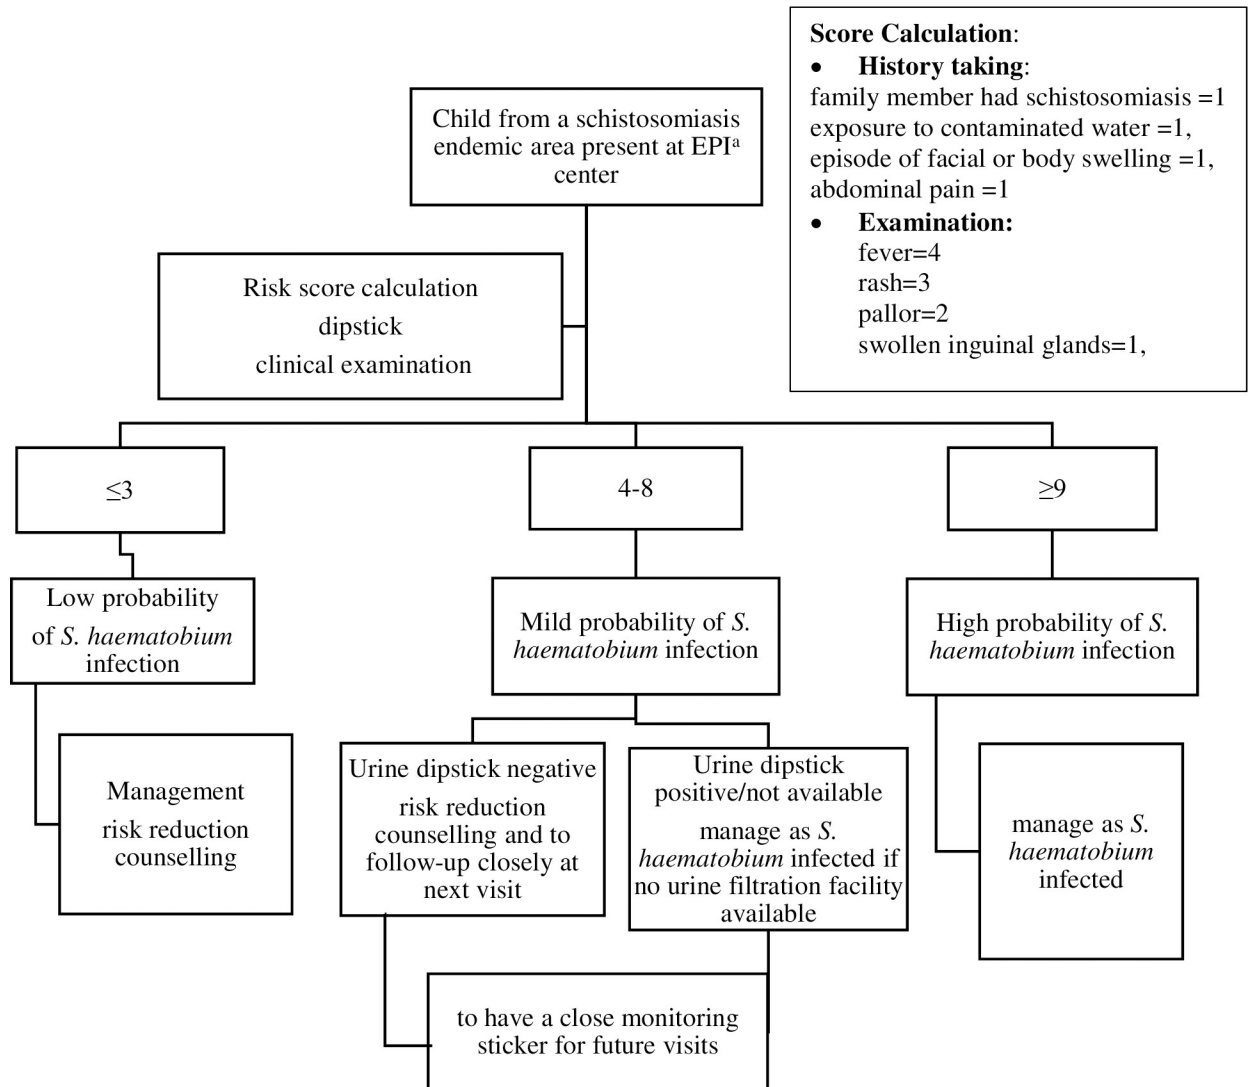 Score Calculation:
• History taking:
family member had schistosomiasis =1
exposure to contaminated water =1,
episode of facial or body swelling =1,
abdominal pain =1
• Examination:
fever=4
rash=3
pallor=2
swollen inguinal glands=1,
Child from a schistosomiasis
endemic area present at EPIᵃ
center
Risk score calculation
dipstick
clinical examination
≤3
4-8
≥9
Low probability
of S. haematobium
infection
Mild probability of S.
haematobium infection
High probability of S.
haematobium infection
Management
risk reduction
counselling
Urine dipstick negative
risk reduction
counselling and to
follow-up closely at
next visit
Urine dipstick
positive/not available
manage as S.
haematobium infected if
no urine filtration facility
available
manage as S.
haematobium
infected
to have a close monitoring
sticker for future visits